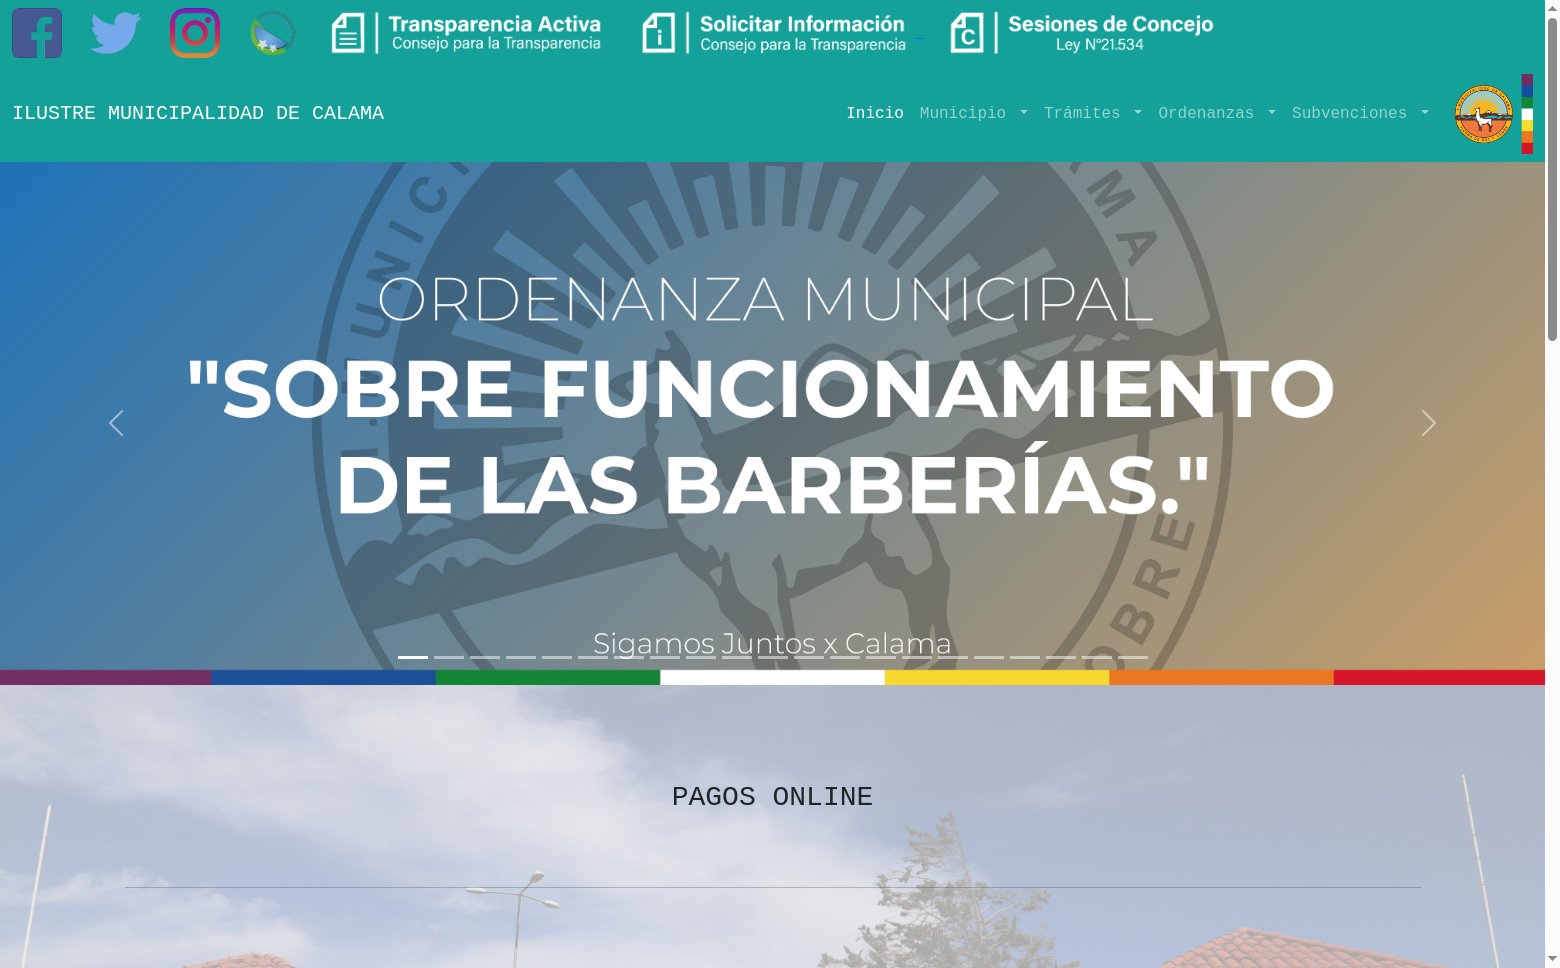 Transparencia Activa
Consejo para la Transparencia
Solicitar Información
Consejo para la Transparencia
Sesiones de Concejo
Ley N°21.534
ILUSTRE MUNICIPALIDAD DE CALAMA
Inicio
Municipio
Trámites
Ordenanzas
Subvenciones
ORDENANZA MUNICIPAL
"SOBRE FUNCIONAMIENTO
DE LAS BARBERÍAS."
Sigamos Juntos x Calama
PAGOS ONLINE